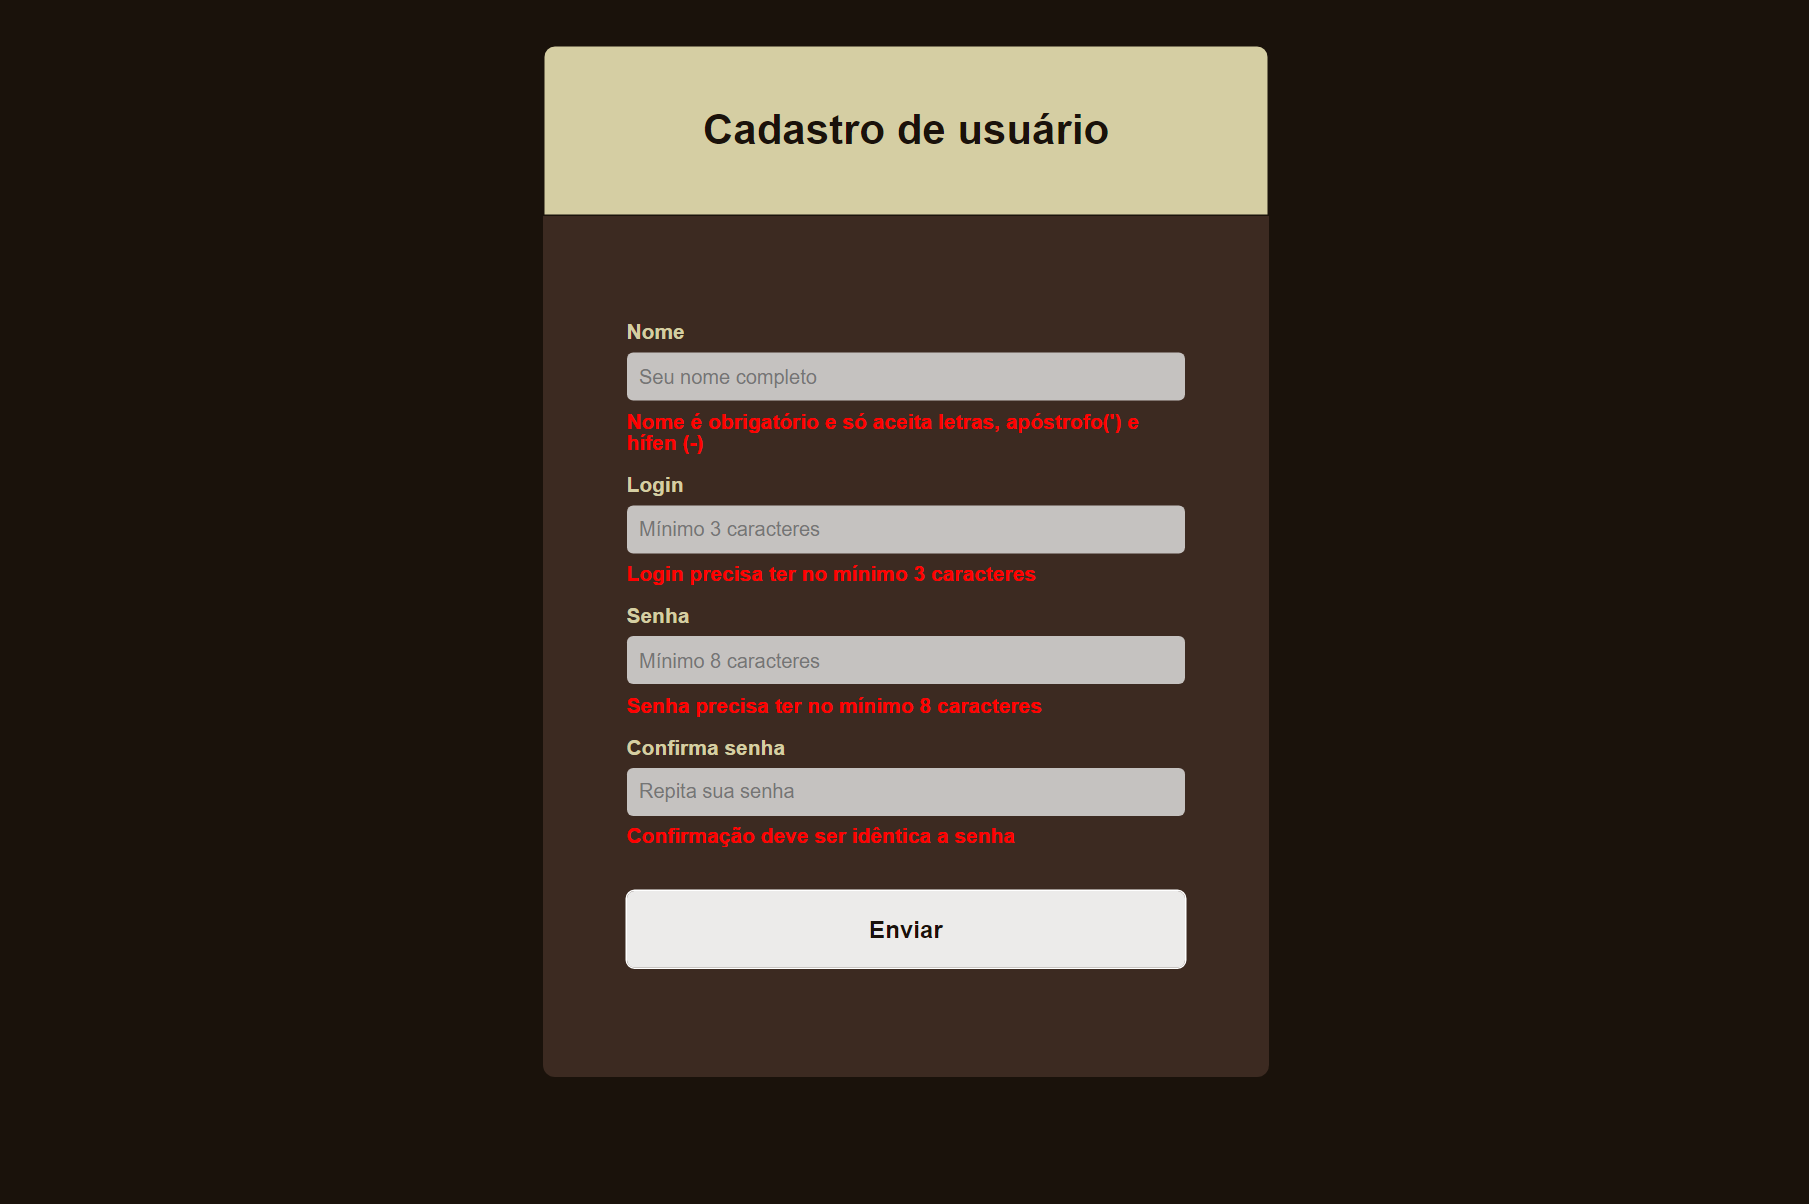 Cadastro de usuário
Nome
Seu nome completo
Nome é obrigatório e só aceita letras, apóstrofo(') e
hífen (-)
Login
Mínimo 3 caracteres
Login precisa ter no mínimo 3 caracteres
Senha
Mínimo 8 caracteres
Senha precisa ter no mínimo 8 caracteres
Confirma senha
Repita sua senha
Confirmação deve ser idêntica a senha
Enviar